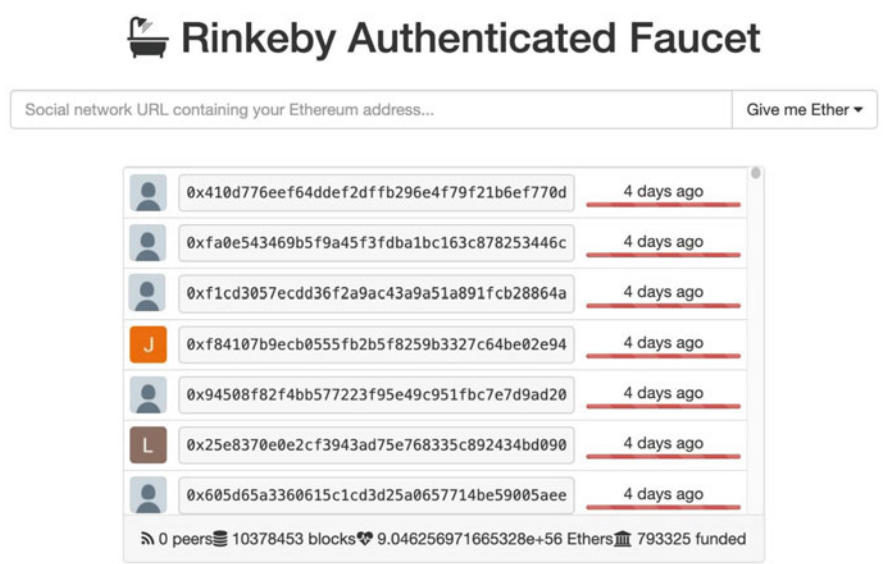 Rinkeby Authenticated Faucet
Social network URL containing your Ethereum address...
Give me Ether
0x410d776eef64ddef2dffb296e4f79f21b6ef770d 4 days ago
0xfa0e543469b5f9a45f3fdba1bc163c878253446c 4 days ago
0xf1cd3057ecdd36f2a9ac43a9a51a891fcb28864a 4 days ago
J 0xf84107b9ecb0555fb2b5f8259b3327c64be02e94 4 days ago
0x94508f82f4bb577223f95e49c951fbc7e7d9ad20 4 days ago
L 0x25e8370e0e2cf3943ad75e768335c892434bd090 4 days ago
0x605d65a3360615c1cd3d25a0657714be59005aee 4 days ago
0 peers 10378453 blocks 9.046256971665328e+56 Ethers 793325 funded